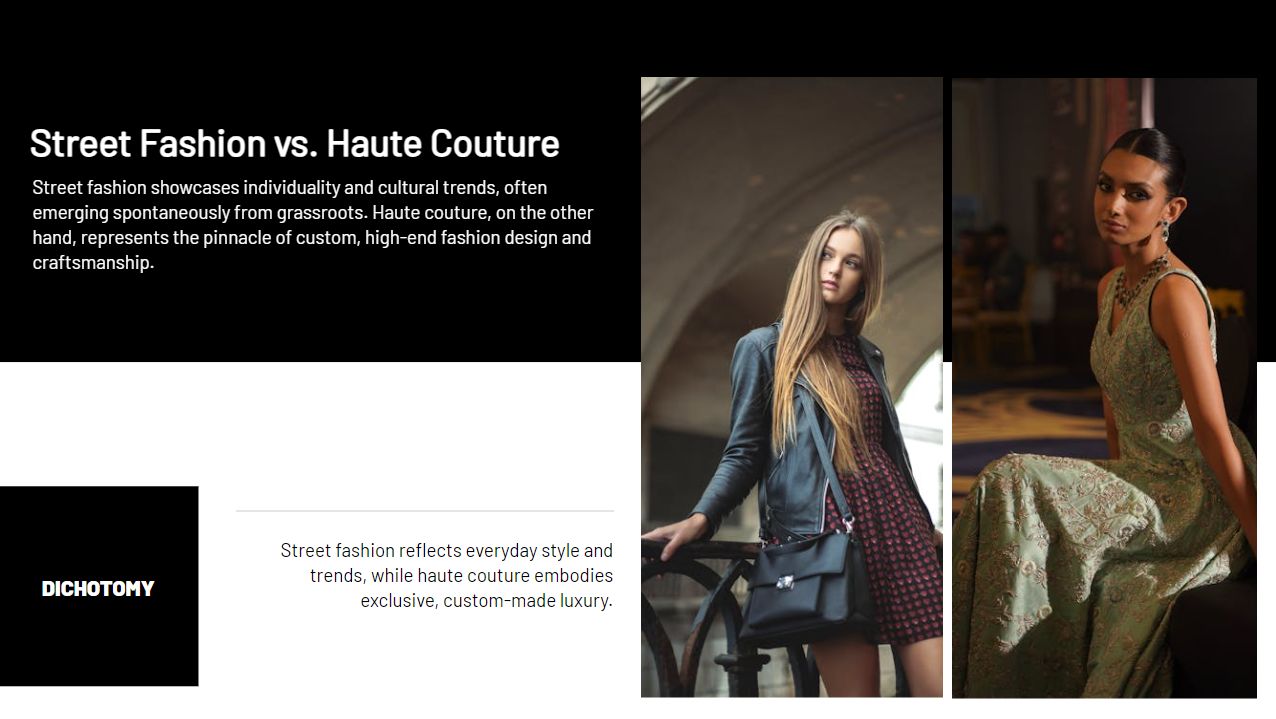 Street Fashion vs. Haute Couture
Street fashion showcases individuality and cultural trends, often
emerging spontaneously from grassroots. Haute couture, on the other
hand, represents the pinnacle of custom, high-end fashion design and
craftsmanship.
DICHOTOMY
Street fashion reflects everyday style and
trends, while haute couture embodies
exclusive, custom-made luxury.